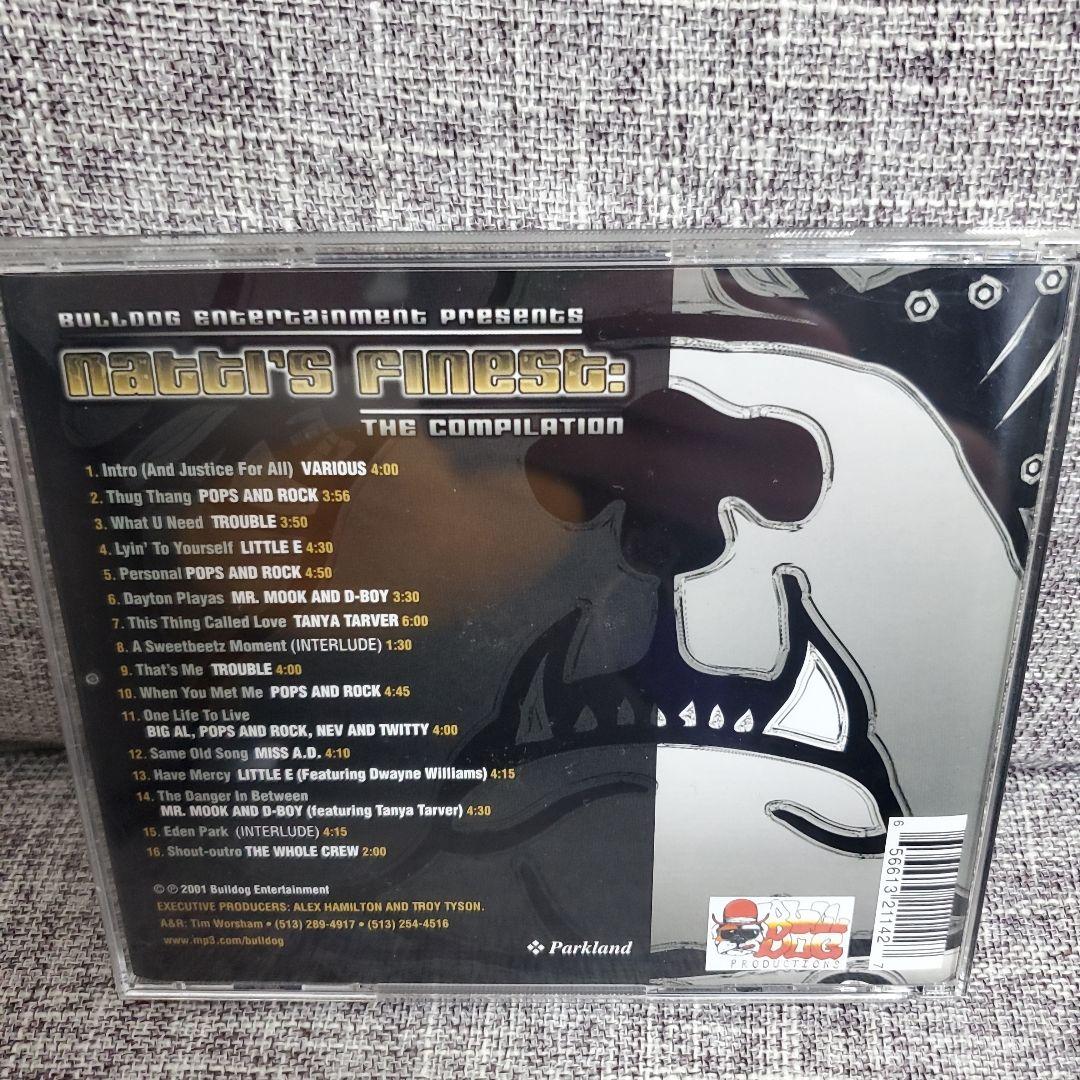 BULLDOG ENTERTAINMENT PRESENTS
NATTI'S FINEST:
THE COMPILATION
1. Intro (And Justice For All) VARIOUS 4:00
2. Thug Thang POPS AND ROCK 3:56
3. What U Need TROUBLE 3:50
4. Lyin' To Yourself LITTLE E 4:30
5. Personal POPS AND ROCK 4:50
6. Dayton Playas MR. MOOK AND D-BOY 3:30
7. This Thing Called Love TANYA TARVER 6:00
8. A Sweetbeetz Moment (INTERLUDE) 1:30
9. That's Me TROUBLE 4:00
10. When You Met Me POPS AND ROCK 4:45
11. One Life To Live
BIG AL, POPS AND ROCK, NEV AND TWITTY 4:00
12. Same Old Song MISS A.D. 4:10
13. Have Mercy LITTLE E (Featuring Dwayne Williams) 4:15
14. The Danger In Between
MR. MOOK AND D-BOY (featuring Tanya Tarver) 4:30
15. Eden Park (INTERLUDE) 4:15
16. Shout-outro THE WHOLE CREW 2:00
© ℗ 2001 Bulldog Entertainment
EXECUTIVE PRODUCERS: ALEX HAMILTON AND TROY TYSON.
A&R: Tim Worsham • (513) 289-4917 • (513) 254-4516
www.mp3.com/bulldog
Parkland
BULL
DOG
PRODUCTIONS
6 56613 21142 7